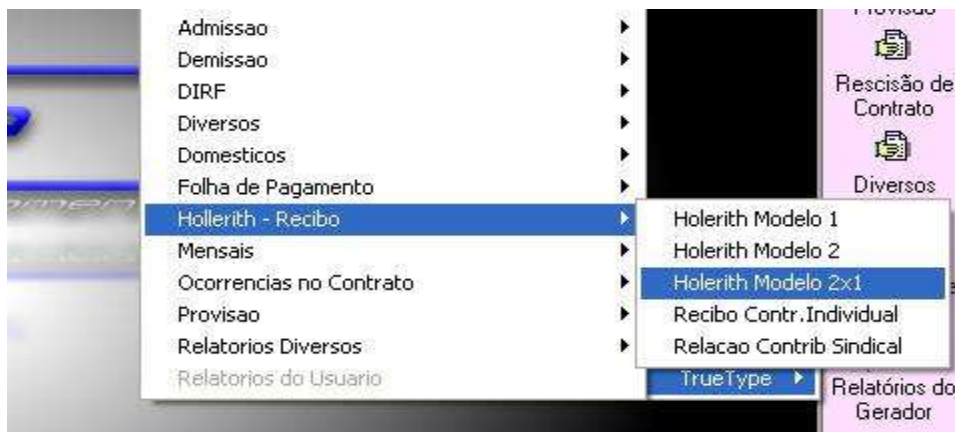 Admissao
Demissao
DIRF
Diversos
Domesticos
Folha de Pagamento
Hollerith - Recibo
Mensais
Ocorrencias no Contrato
Provisao
Relatorios Diversos
Relatorios do Usuario
Holerith Modelo 1
Holerith Modelo 2
Holerith Modelo 2x1
Recibo Contr.Individual
Relacao Contrib Sindical
TrueType
Provisão
Rescisão de
Contrato
Diversos
Relatórios do
Gerador